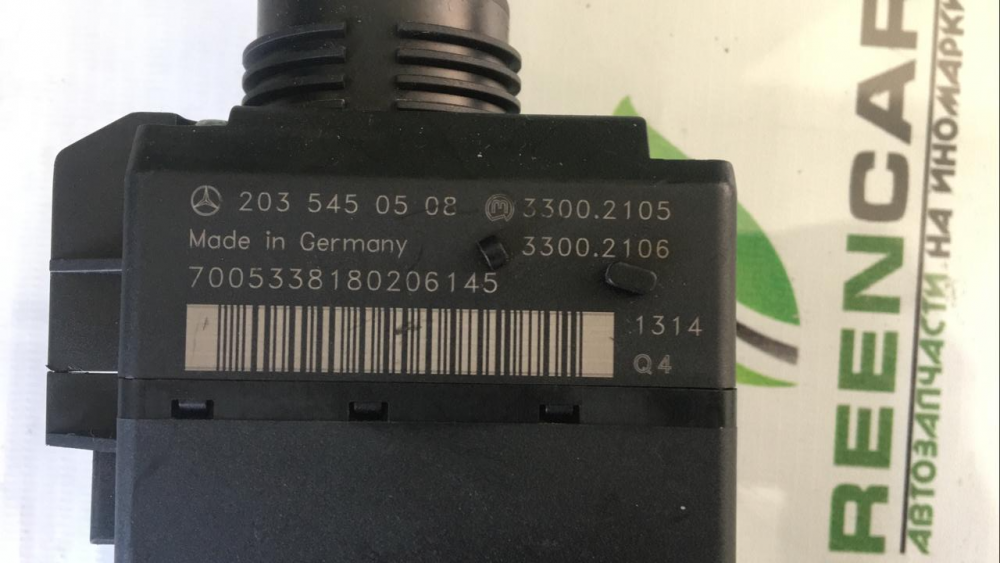 203 545 05 08 M 3300.2105
Made in Germany 3300.2106
7005338180206145
1314
Q4
REENCAR
АВТОЗАПЧАСТИ НА ИНОМАРКИ